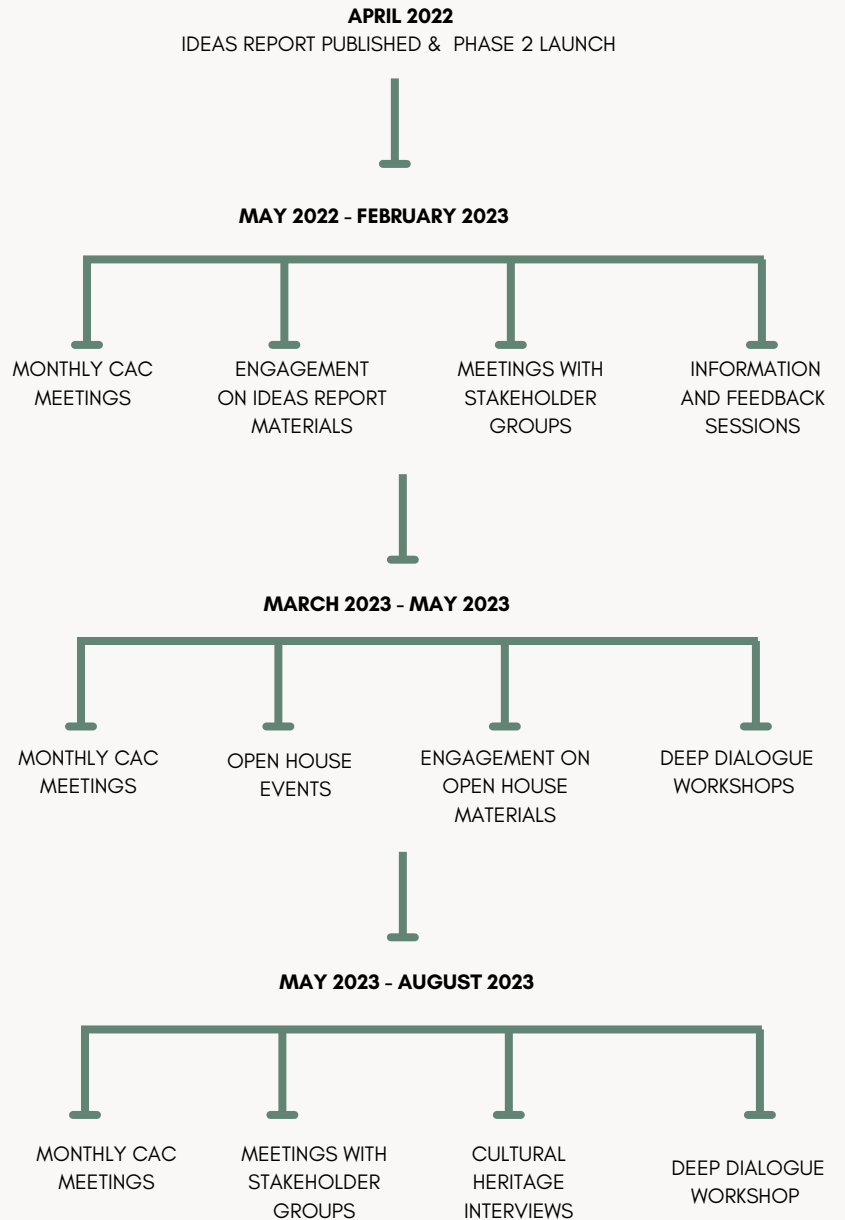 APRIL 2022
IDEAS REPORT PUBLISHED & PHASE 2 LAUNCH
MAY 2022 - FEBRUARY 2023
MONTHLY CAC
MEETINGS
ENGAGEMENT
ON IDEAS REPORT
MATERIALS
MEETINGS WITH
STAKEHOLDER
GROUPS
INFORMATION
AND FEEDBACK
SESSIONS
MARCH 2023 - MAY 2023
MONTHLY CAC
MEETINGS
OPEN HOUSE
EVENTS
ENGAGEMENT ON
OPEN HOUSE
MATERIALS
DEEP DIALOGUE
WORKSHOPS
MAY 2023 - AUGUST 2023
MONTHLY CAC
MEETINGS
MEETINGS WITH
STAKEHOLDER
GROUPS
CULTURAL
HERITAGE
INTERVIEWS
DEEP DIALOGUE
WORKSHOP